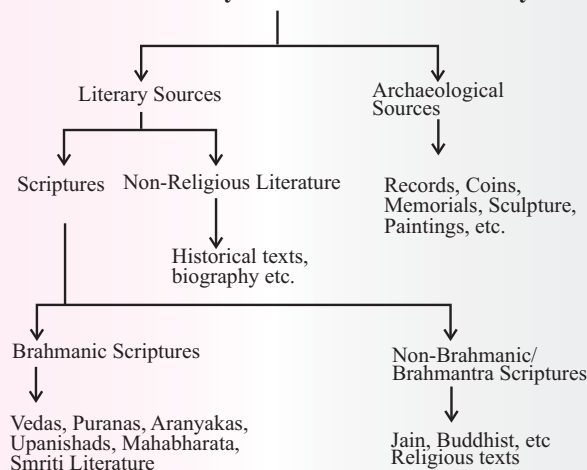 Literary Sources
Archaeological
Sources
Scriptures
Non-Religious Literature
Records, Coins,
Memorials, Sculpture,
Paintings, etc.
Historical texts,
biography etc.
Brahmanic Scriptures
Non-Brahmanic/
Brahmantra Scriptures
Vedas, Puranas, Aranyakas,
Upanishads, Mahabharata,
Smriti Literature
Jain, Buddhist, etc
Religious texts